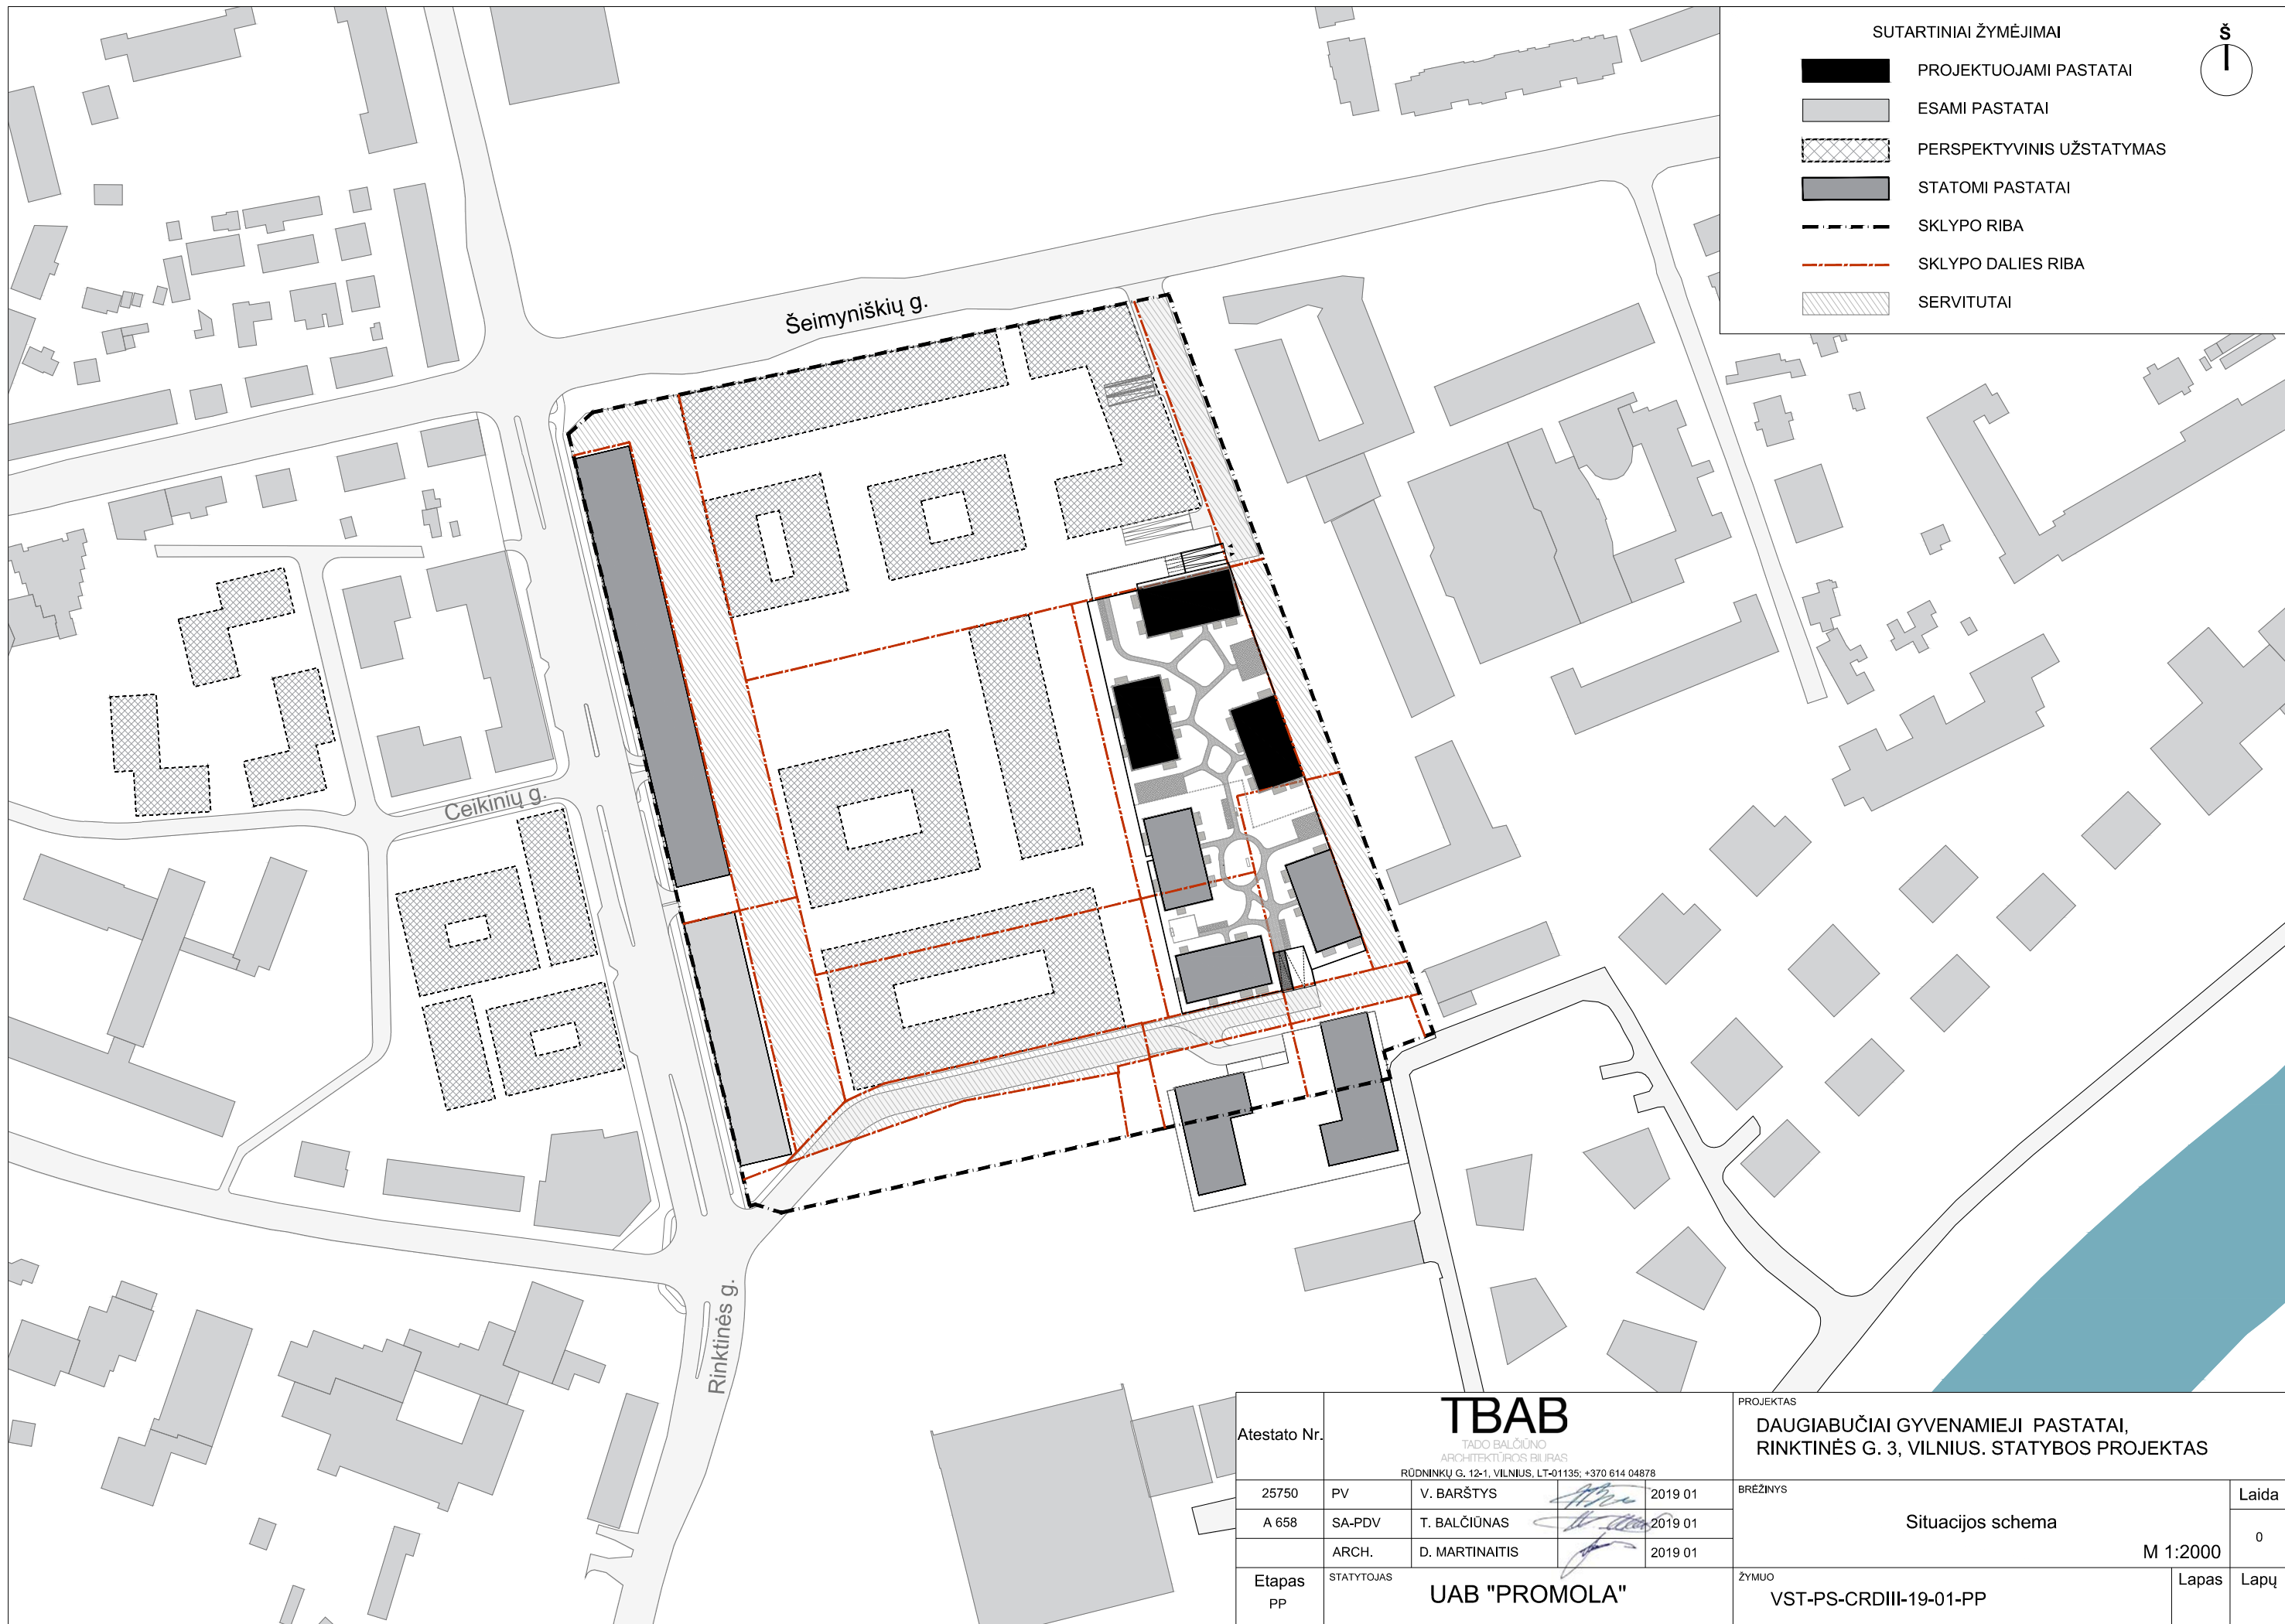 SUTARTINIAI ŽYMĖJIMAI
Š
PROJEKTUOJAMI PASTATAI
ESAMI PASTATAI
PERSPEKTYVINIS UŽSTATYMAS
STATOMI PASTATAI
SKLYPO RIBA
SKLYPO DALIES RIBA
SERVITUTAI
Šeimyniškių g.
Ceikinių g.
Rinktinės g.
Atestato Nr.
TBAB
TADO BALČIŪNO
ARCHITEKTŪROS BIURAS
RŪDNINKŲ G. 12-1, VILNIUS, LT-01135; +370 614 04878
PROJEKTAS
DAUGIABUČIAI GYVENAMIEJI PASTATAI,
RINKTINĖS G. 3, VILNIUS. STATYBOS PROJEKTAS
25750 PV V. BARŠTYS 2019 01
A 658 SA-PDV T. BALČIŪNAS 2019 01
ARCH. D. MARTINAITIS 2019 01
BRĖŽINYS
Situacijos schema
M 1:2000
Laida
0
Etapas
PP
STATYTOJAS
UAB "PROMOLA"
ŽYMUO
VST-PS-CRDIII-19-01-PP
Lapas
Lapų